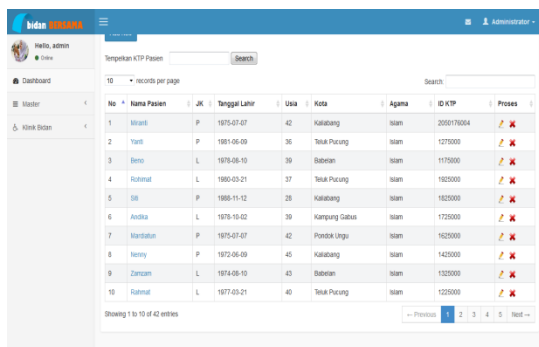 bidan BERSAMA
Administrator
Hello, admin
Online
Dashboard
Master
Klinik Bidan
Tempelkan KTP Pasien Search
10 records per page Search:
No Nama Pasien JK Tanggal Lahir Usia Kota Agama ID KTP Proses
1 Miranti P 1975-07-07 42 Kaliabang Islam 2050176004
2 Yanti P 1981-06-09 36 Teluk Pucung Islam 1275000
3 Beno L 1978-08-10 39 Babelan Islam 1175000
4 Rohmat L 1980-03-21 37 Teluk Pucung Islam 1925000
5 Siti P 1988-11-12 28 Kaliabang Islam 1825000
6 Andika L 1978-10-02 39 Kampung Gabus Islam 1725000
7 Mardiatun P 1975-07-07 42 Pondok Ungu Islam 1625000
8 Nenny P 1972-06-09 45 Kaliabang Islam 1425000
9 Zamzam L 1974-08-10 43 Babelan Islam 1325000
10 Rahmat L 1977-03-21 40 Teluk Pucung Islam 1225000
Showing 1 to 10 of 42 entries
← Previous 1 2 3 4 5 Next →